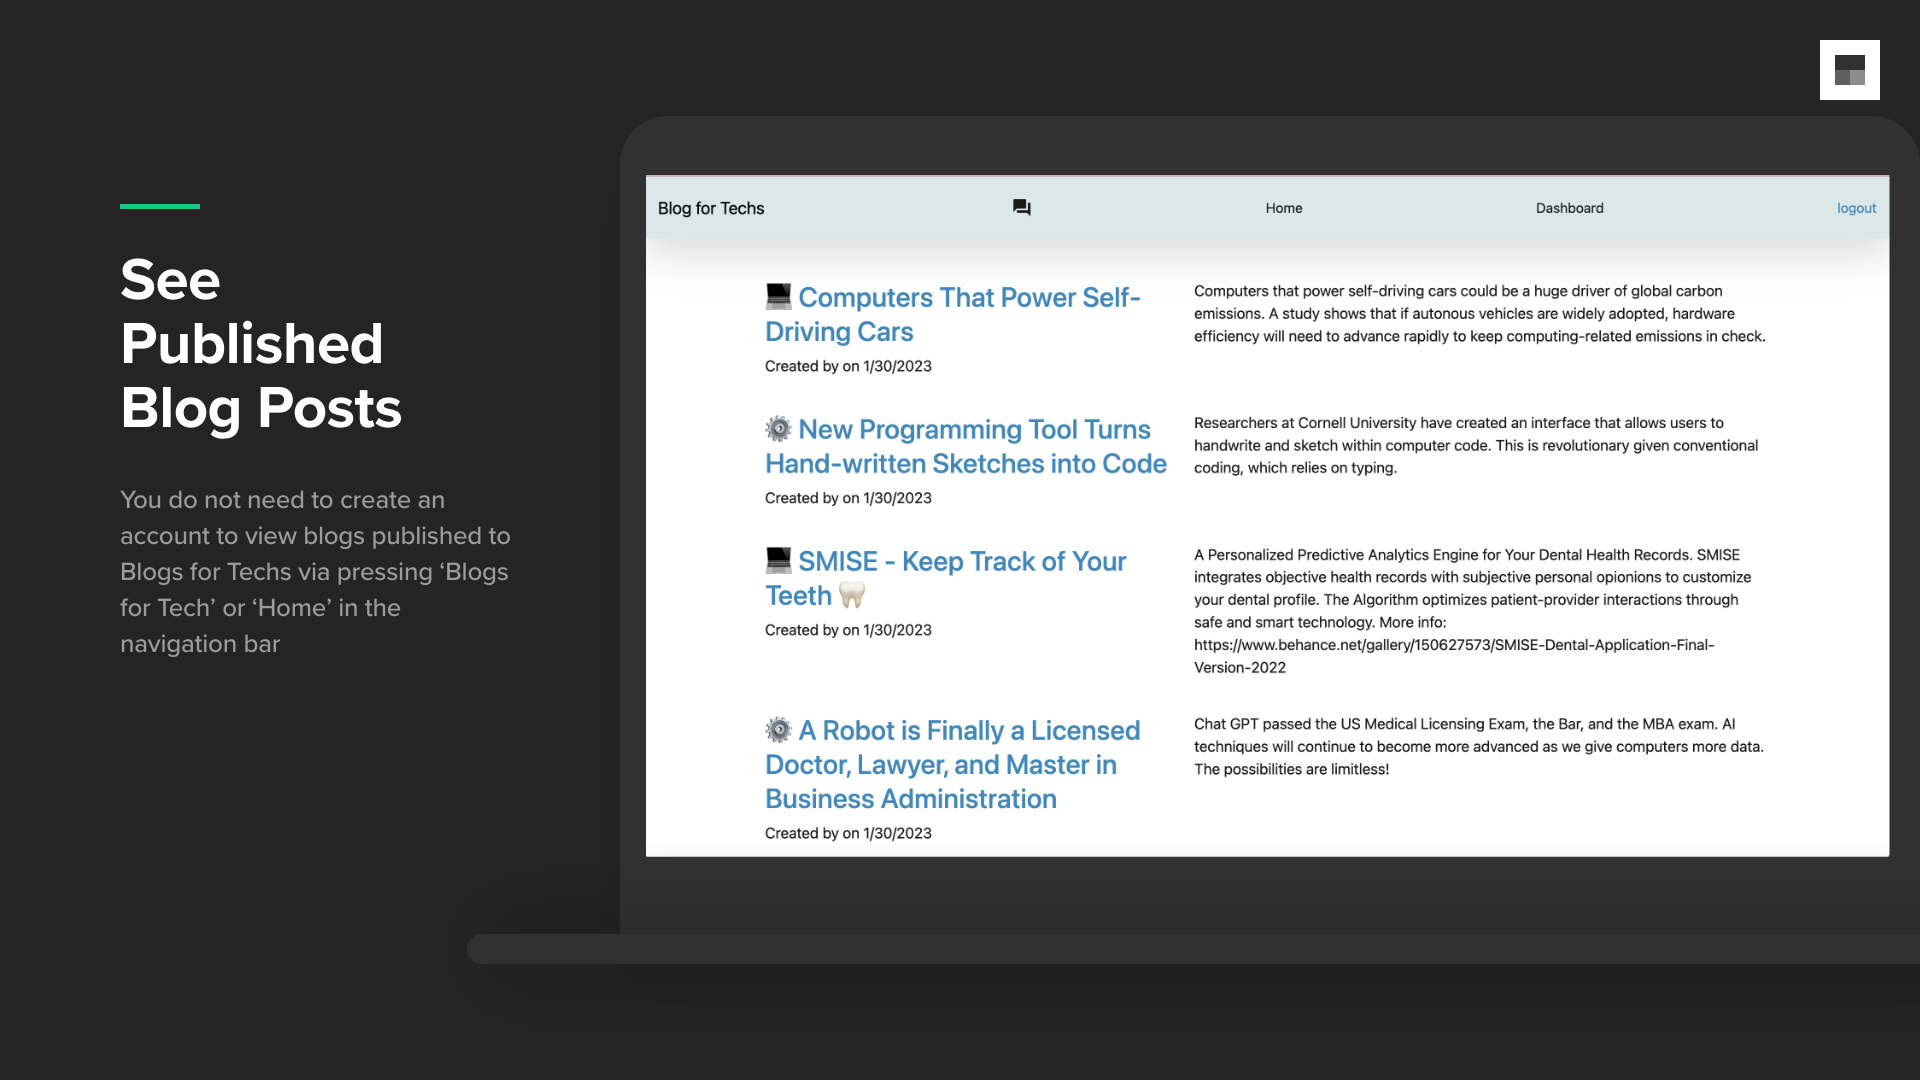 See
Published
Blog Posts
You do not need to create an
account to view blogs published to
Blogs for Techs via pressing ‘Blogs
for Tech’ or ‘Home’ in the
navigation bar
Blog for Techs
Home
Dashboard
logout
💻 Computers That Power Self-
Driving Cars
Created by on 1/30/2023
Computers that power self-driving cars could be a huge driver of global carbon
emissions. A study shows that if autonous vehicles are widely adopted, hardware
efficiency will need to advance rapidly to keep computing-related emissions in check.
⚙️ New Programming Tool Turns
Hand-written Sketches into Code
Created by on 1/30/2023
Researchers at Cornell University have created an interface that allows users to
handwrite and sketch within computer code. This is revolutionary given conventional
coding, which relies on typing.
💻 SMISE - Keep Track of Your
Teeth 🦷
Created by on 1/30/2023
A Personalized Predictive Analytics Engine for Your Dental Health Records. SMISE
integrates objective health records with subjective personal opionions to customize
your dental profile. The Algorithm optimizes patient-provider interactions through
safe and smart technology. More info:
https://www.behance.net/gallery/150627573/SMISE-Dental-Application-Final-
Version-2022
⚙️ A Robot is Finally a Licensed
Doctor, Lawyer, and Master in
Business Administration
Created by on 1/30/2023
Chat GPT passed the US Medical Licensing Exam, the Bar, and the MBA exam. AI
techniques will continue to become more advanced as we give computers more data.
The possibilities are limitless!